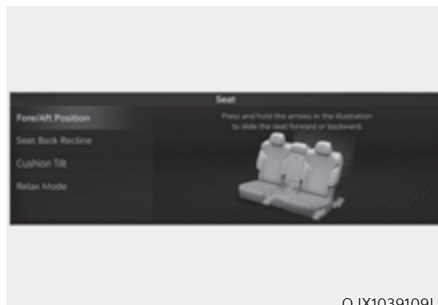 Seat
Fore/Aft Position
Press and hold the arrows in the illustration
to slide the seat forward or backward.
Seat Back Recline
Cushion Tilt
Relax Mode
OJX1039109L